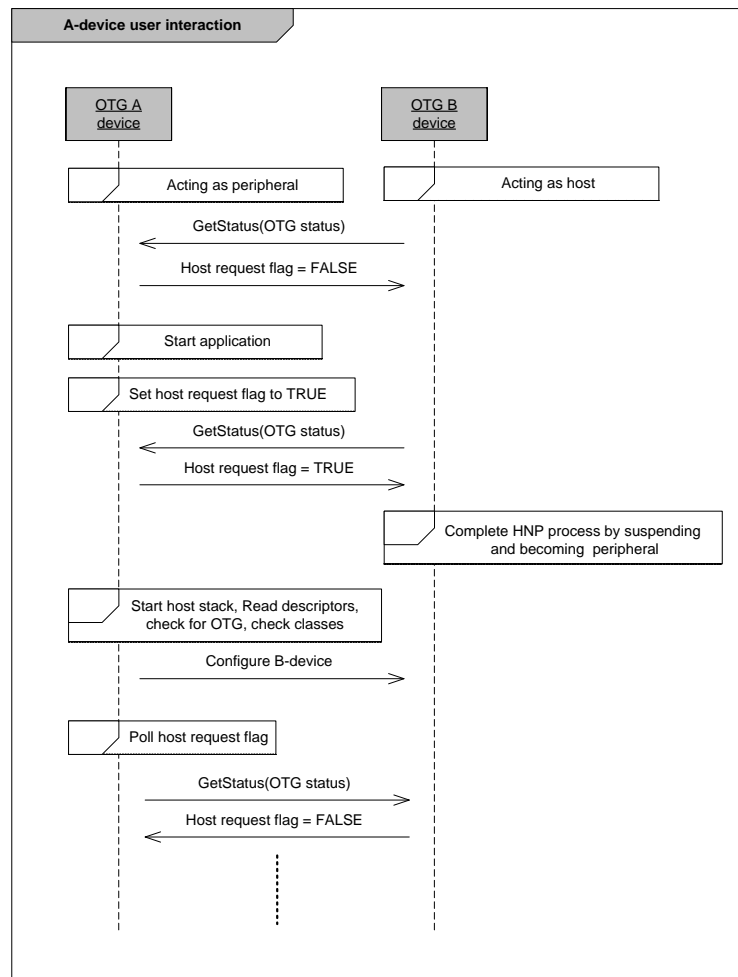 A-device user interaction
OTG A
device
OTG B
device
Acting as peripheral
Acting as host
GetStatus(OTG status)
Host request flag = FALSE
Start application
Set host request flag to TRUE
GetStatus(OTG status)
Host request flag = TRUE
Complete HNP process by suspending
and becoming peripheral
Start host stack, Read descriptors,
check for OTG, check classes
Configure B-device
Poll host request flag
GetStatus(OTG status)
Host request flag = FALSE